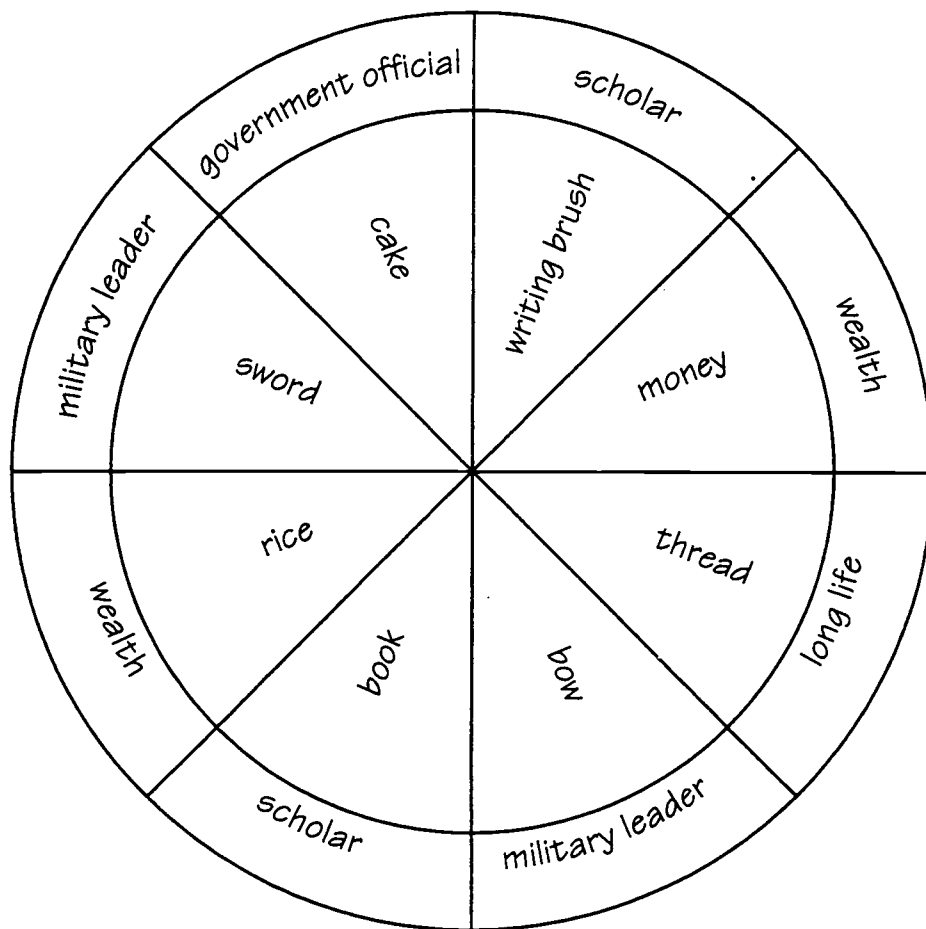 government official
scholar
military leader
cake
writing brush
wealth
sword
money
rice
thread
wealth
book
bow
long life
scholar
military leader